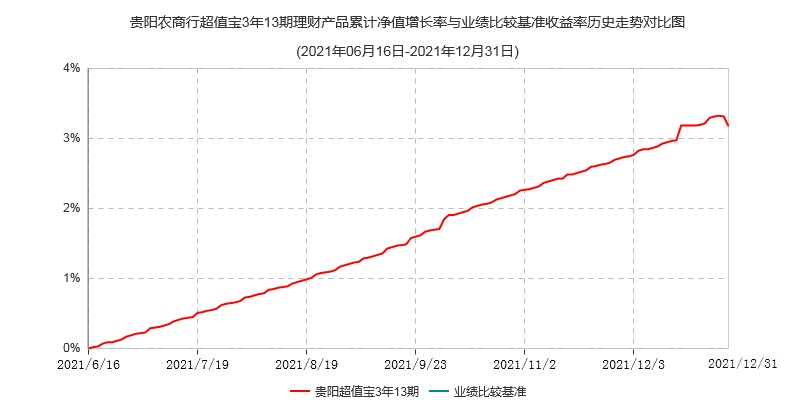 贵阳农商行超值宝3年13期理财产品累计净值增长率与业绩比较基准收益率历史走势对比图
(2021年06月16日-2021年12月31日)
4%
3%
2%
1%
0%
2021/6/16 2021/7/19 2021/8/19 2021/9/23 2021/11/2 2021/12/3 2021/12/31
贵阳超值宝3年13期 业绩比较基准